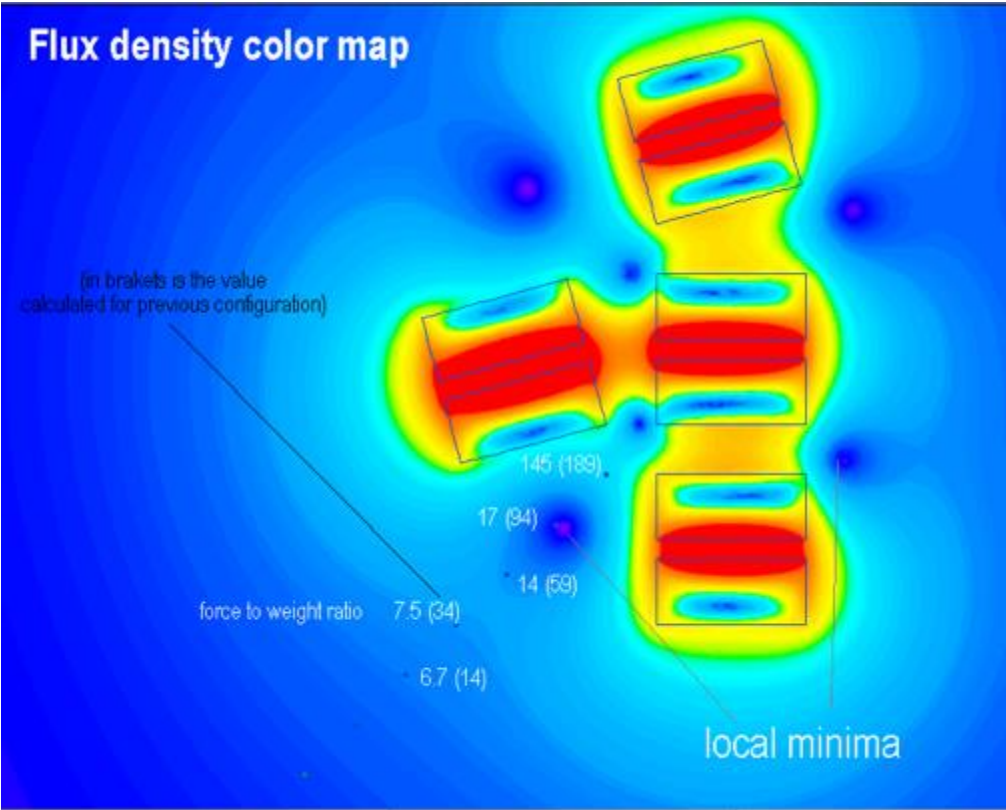 Flux density color map
(in brakets is the value
calculated for previous configuration)
145 (189)
17 (94)
14 (59)
force to weight ratio 7.5 (34)
6.7 (14)
local minima